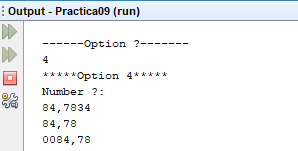 Output - Practica09 (run)
------Option ?-------
4
*****Option 4*****
Number ?:
84,7834
84,78
0084,78